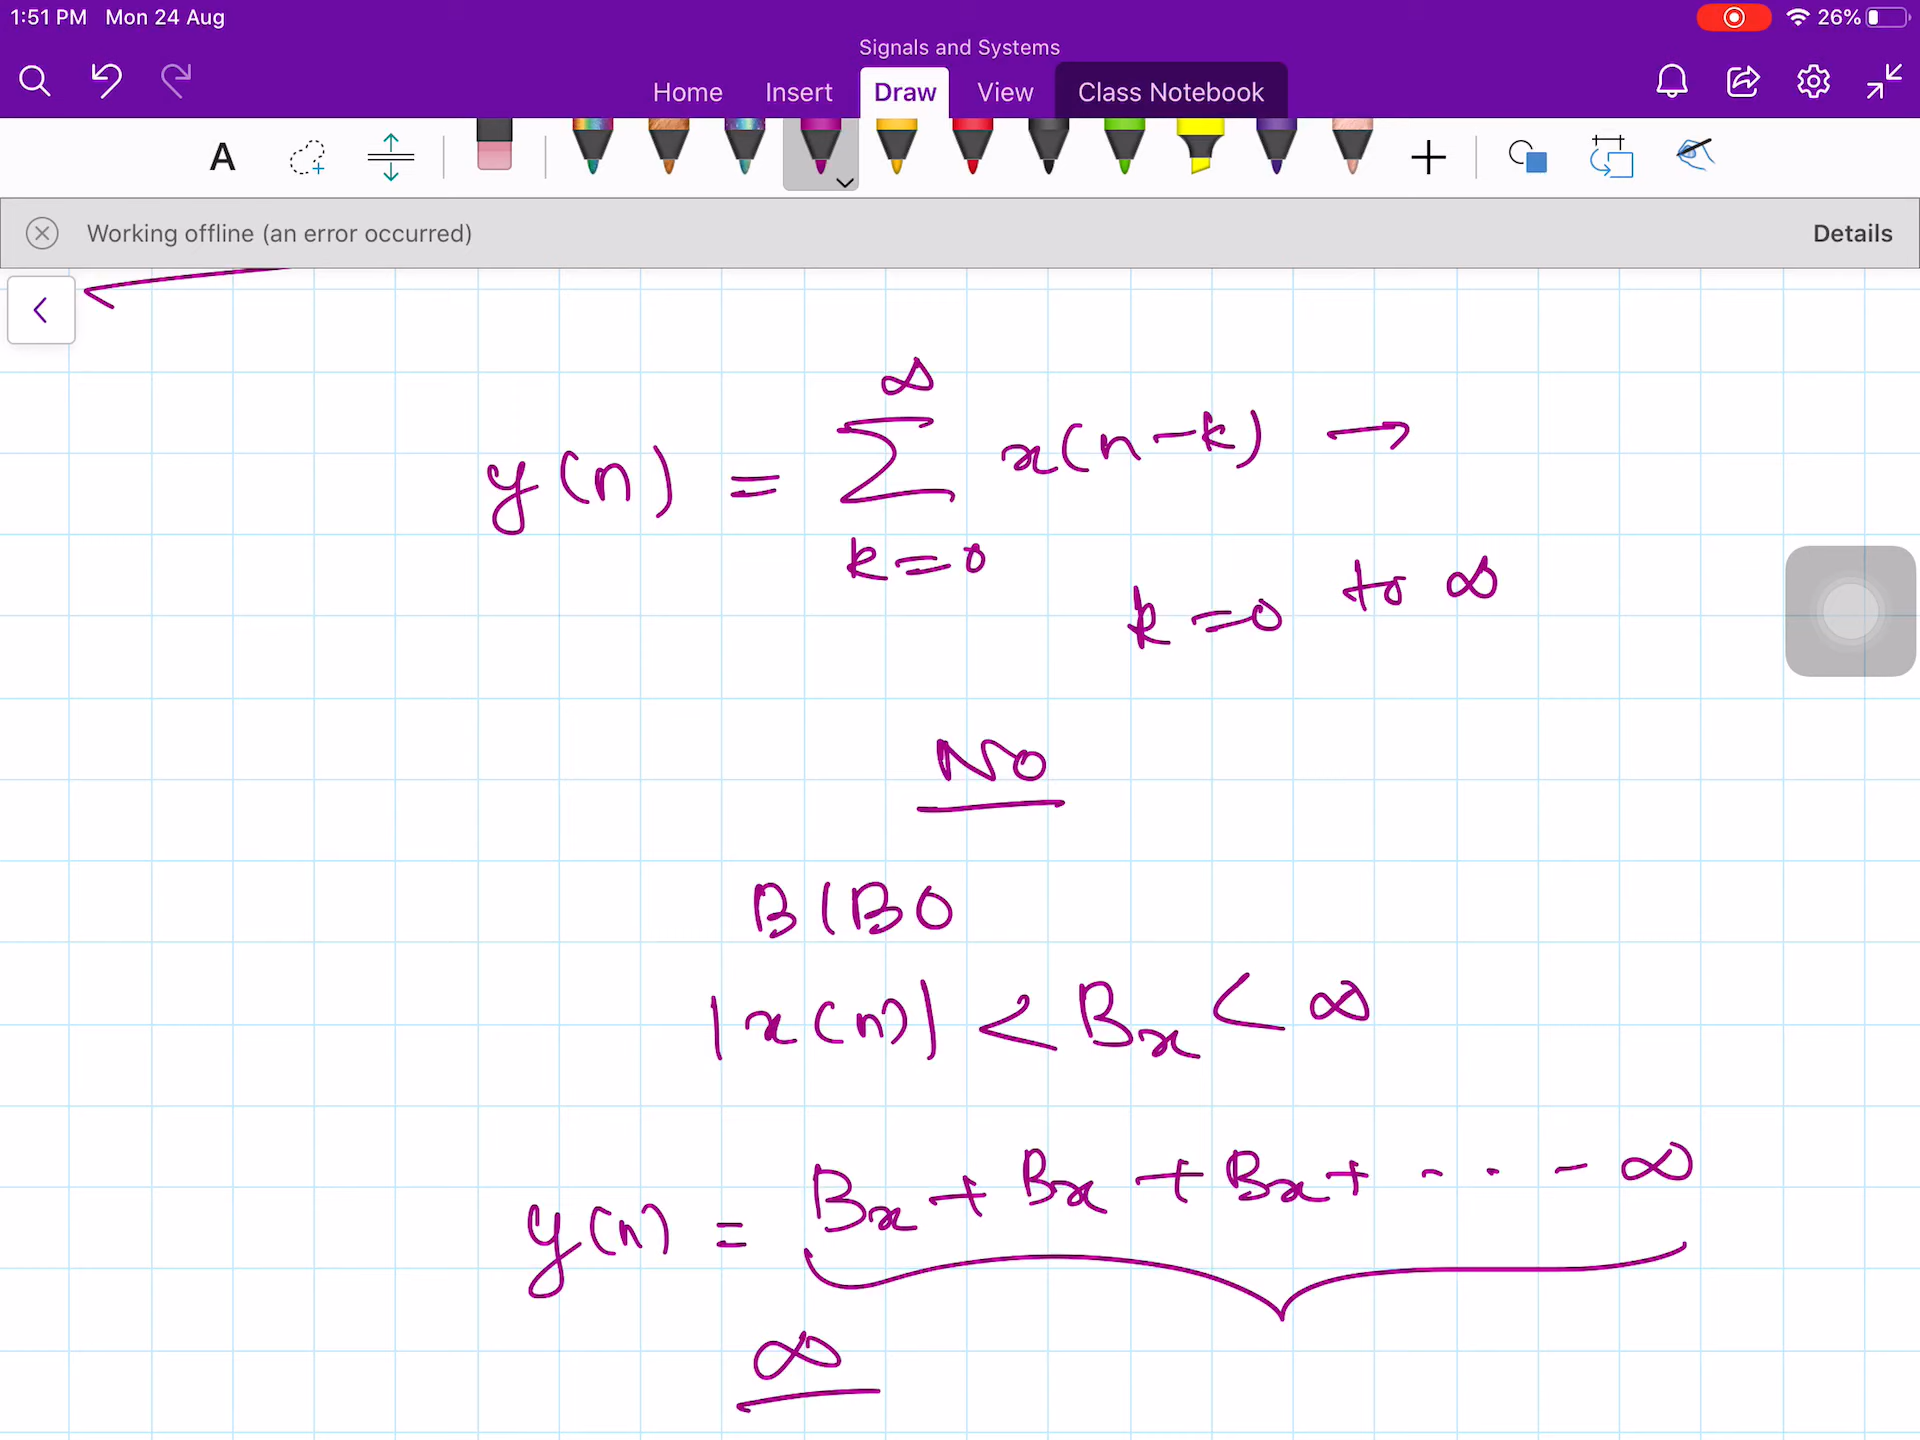 1:51 PM Mon 24 Aug
26%
Signals and Systems
Home Insert Draw View Class Notebook
A
Working offline (an error occurred) Details
y(n) = ∞ ∑ k=0 x(n-k) →
k=0 to ∞
No
BIBO
|x(n)| < Bx < ∞
y(n) = Bx + Bx + Bx + - - - ∞
∞